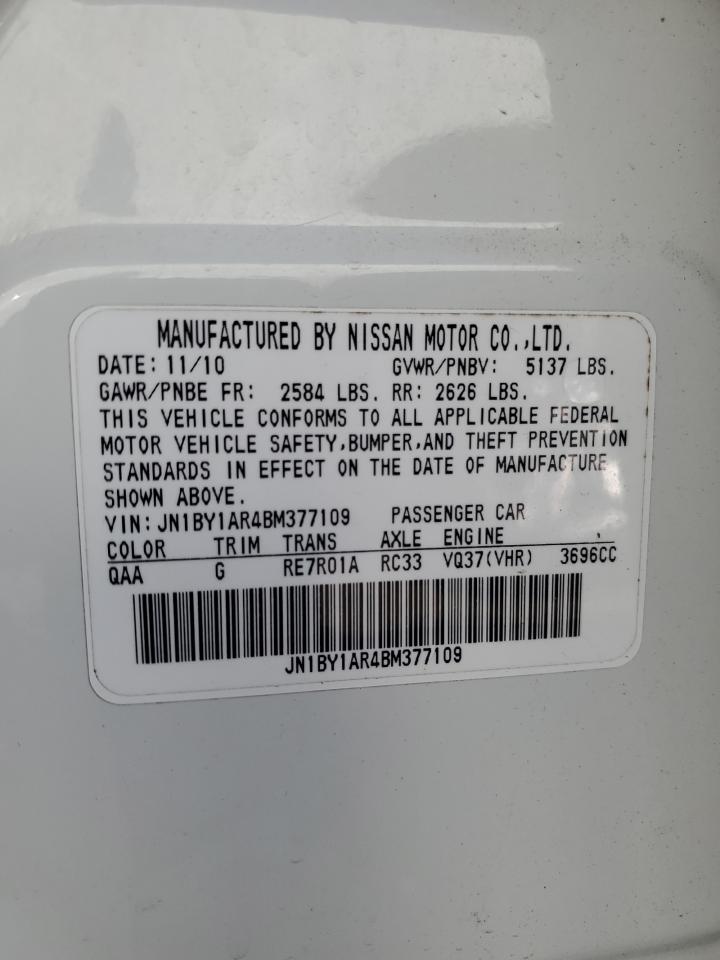 MANUFACTURED BY NISSAN MOTOR CO.,LTD.
DATE: 11/10 GVWR/PNBV: 5137 LBS.
GAWR/PNBE FR: 2584 LBS. RR: 2626 LBS.
THIS VEHICLE CONFORMS TO ALL APPLICABLE FEDERAL
MOTOR VEHICLE SAFETY,BUMPER,AND THEFT PREVENTION
STANDARDS IN EFFECT ON THE DATE OF MANUFACTURE
SHOWN ABOVE.
VIN: JN1BY1AR4BM377109 PASSENGER CAR
COLOR TRIM TRANS AXLE ENGINE
QAA G RE7R01A RC33 VQ37(VHR) 3696CC
JN1BY1AR4BM377109